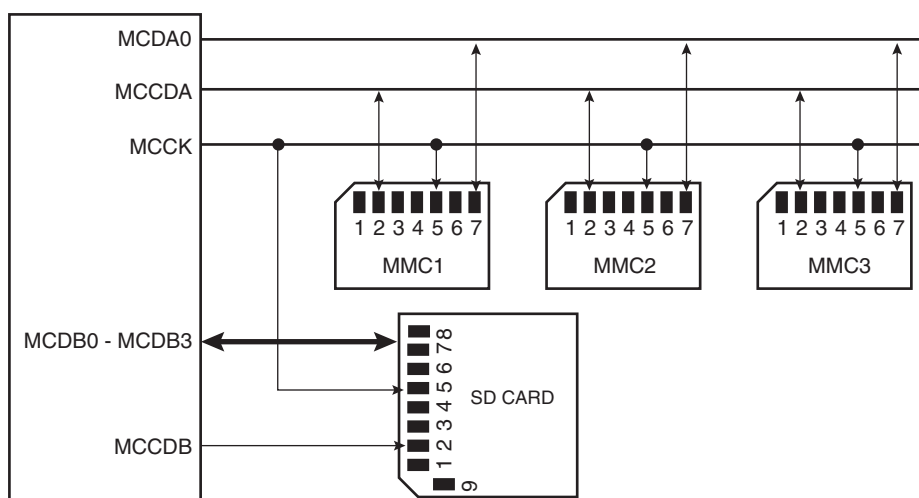 MCDA0
MCCDA
MCCK
1 2 3 4 5 6 7
MMC1
1 2 3 4 5 6 7
MMC2
1 2 3 4 5 6 7
MMC3
MCDB0 - MCDB3
1 2 3 4 5 6 7 8
9
SD CARD
MCCDB